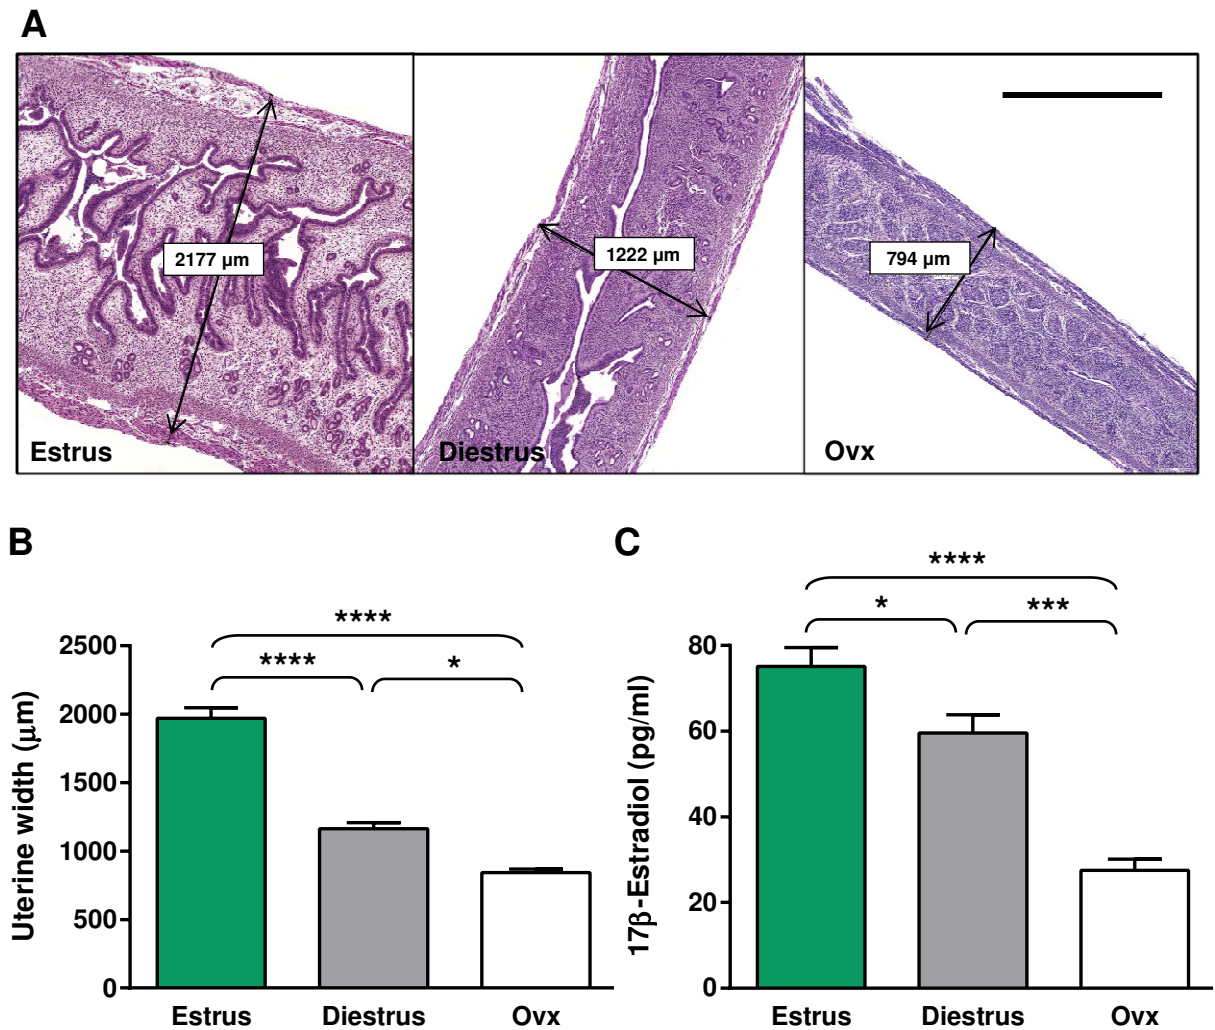 A
2177 µm
1222 µm
794 µm
Estrus
Diestrus
Ovx
B
C
****
****
*
****
*
***
Uterine width (µm)
2500
2000
1500
1000
500
0
Estrus
Diestrus
Ovx
17β-Estradiol (pg/ml)
80
60
40
20
0
Estrus
Diestrus
Ovx